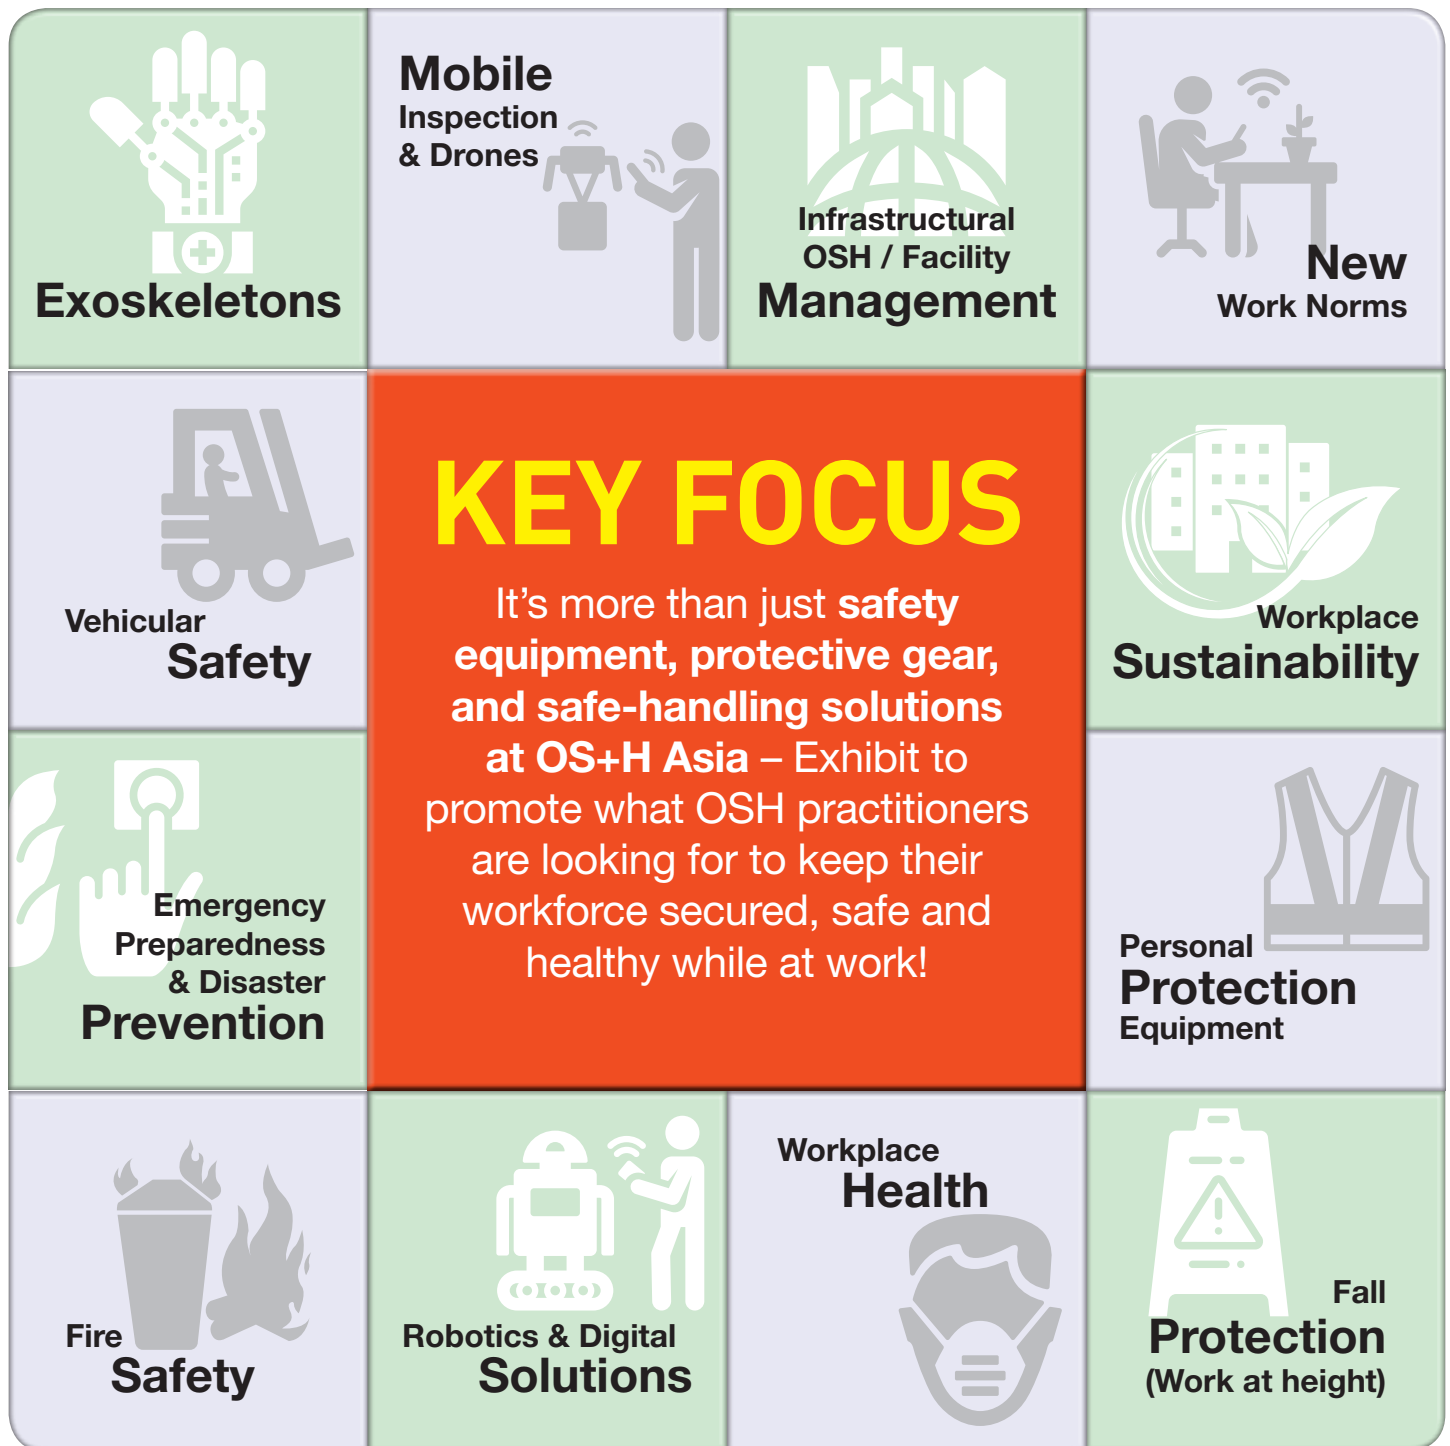 Exoskeletons
Mobile
Inspection
& Drones
Infrastructural
OSH / Facility
Management
New
Work Norms
Vehicular
Safety
KEY FOCUS
It’s more than just safety
equipment, protective gear,
and safe-handling solutions
at OS+H Asia – Exhibit to
promote what OSH practitioners
are looking for to keep their
workforce secured, safe and
healthy while at work!
Workplace
Sustainability
Emergency
Preparedness
& Disaster
Prevention
Personal
Protection
Equipment
Fire
Safety
Robotics & Digital
Solutions
Workplace
Health
Fall
Protection
(Work at height)